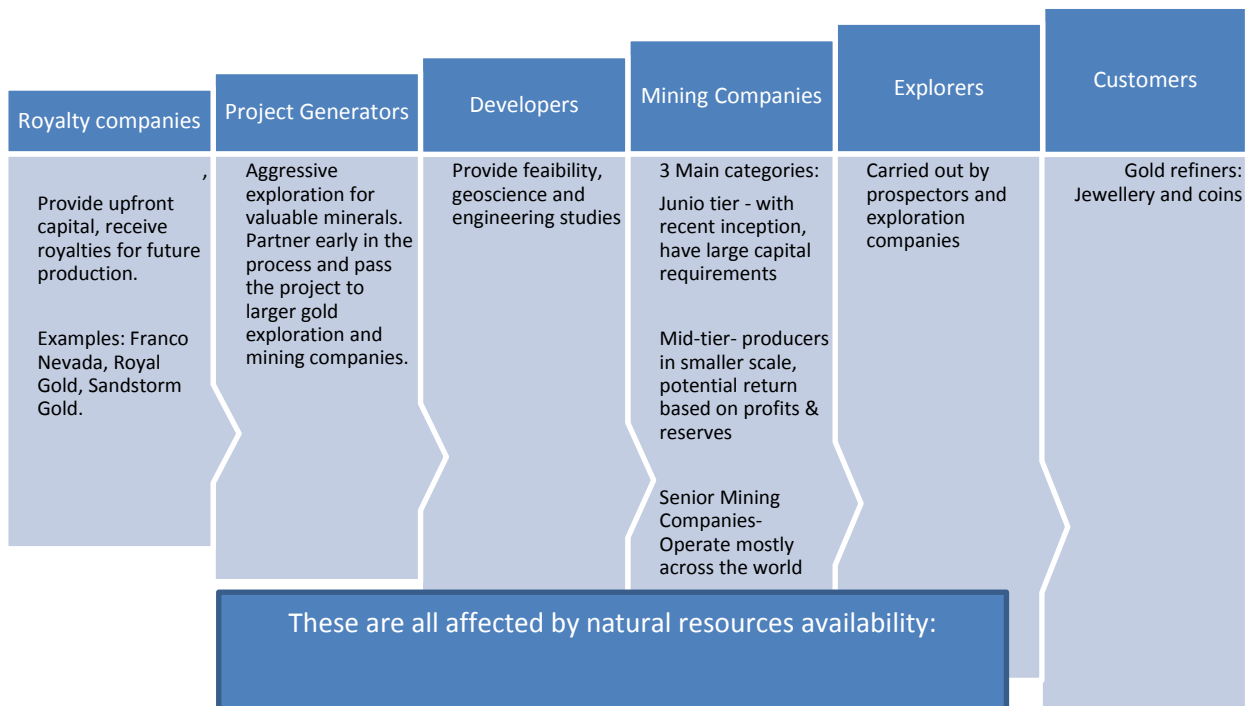 Royalty companies
,
Provide upfront
capital, receive
royalties for future
production.
Examples: Franco
Nevada, Royal
Gold, Sandstorm
Gold.
Project Generators
Aggressive
exploration for
valuable minerals.
Partner early in the
process and pass
the project to
larger gold
exploration and
mining companies.
Developers
Provide feaibility,
geoscience and
engineering studies
Mining Companies
3 Main categories:
Junio tier - with
recent inception,
have large capital
requirements
Mid-tier- producers
in smaller scale,
potential return
based on profits &
reserves
Senior Mining
Companies-
Operate mostly
across the world
Explorers
Carried out by
prospectors and
exploration
companies
Customers
Gold refiners:
Jewellery and coins
These are all affected by natural resources availability: